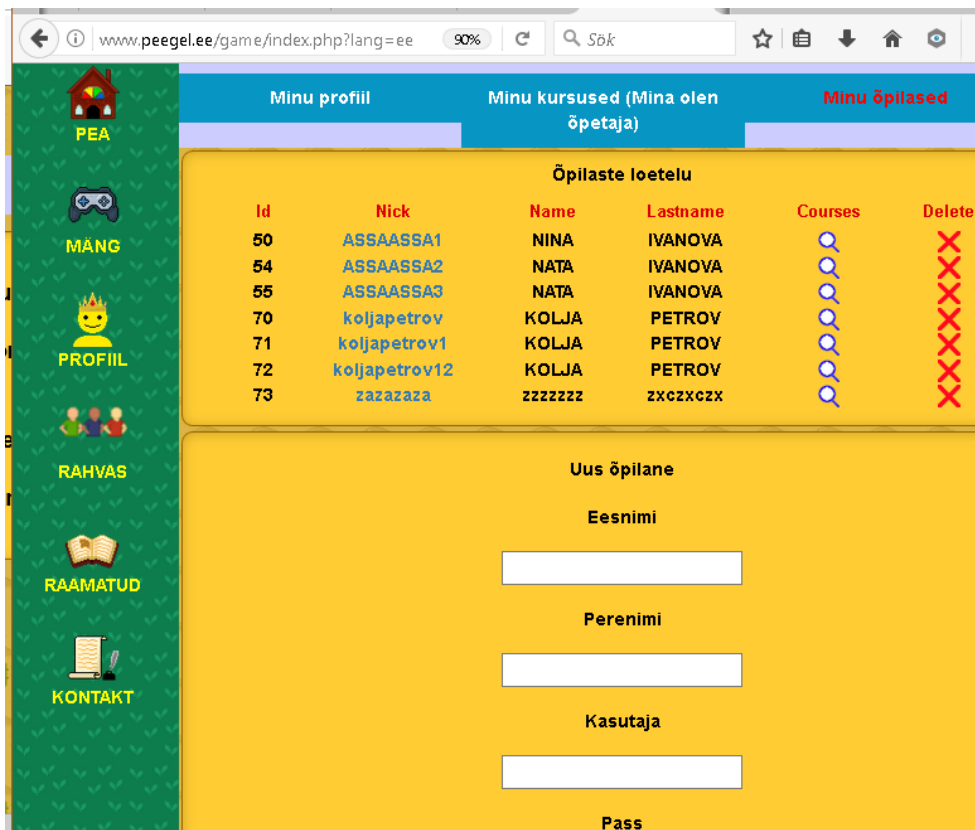 www.peegel.ee/game/index.php?lang=ee 90% Sök
PEA
MÄNG
PROFIIL
RAHVAS
RAAMATUD
KONTAKT
Minu profiil Minu kursused (Mina olen õpetaja) Minu õpilased
Õpilaste loetelu
Id Nick Name Lastname Courses Delete
50 ASSAASSA1 NINA IVANOVA
54 ASSAASSA2 NATA IVANOVA
55 ASSAASSA3 NATA IVANOVA
70 koljapetrov KOLJA PETROV
71 koljapetrov1 KOLJA PETROV
72 koljapetrov12 KOLJA PETROV
73 zazazaza zzzzzzz zxczxczx
Uus õpilane
Eesnimi
Perenimi
Kasutaja
Pass